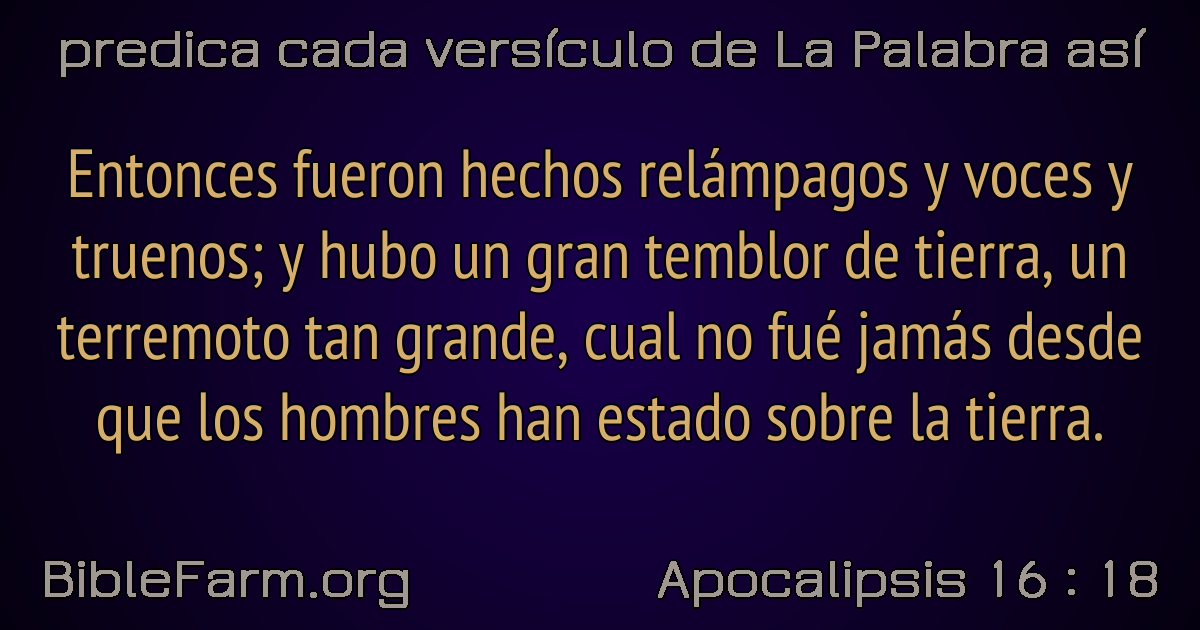 predica cada versículo de La Palabra así
Entonces fueron hechos relámpagos y voces y
truenos; y hubo un gran temblor de tierra, un
terremoto tan grande, cual no fué jamás desde
que los hombres han estado sobre la tierra.
BibleFarm.org
Apocalipsis 16 : 18